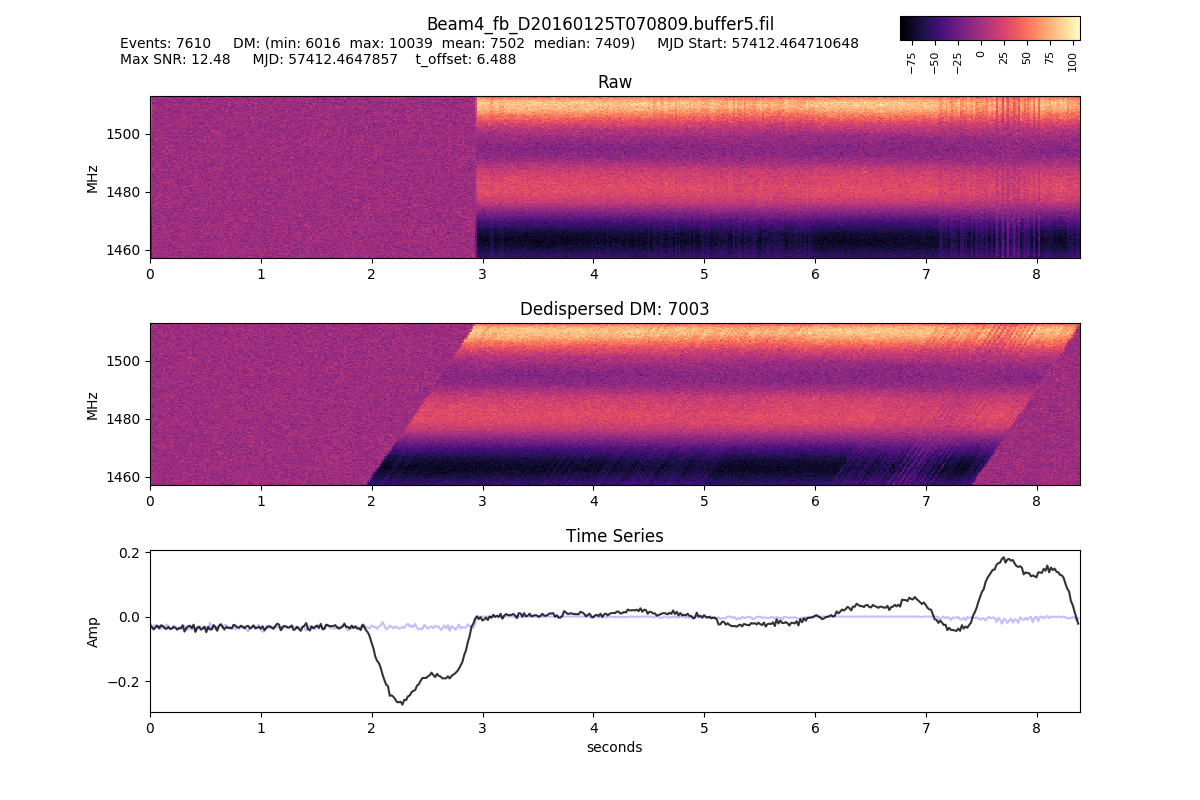 Beam4_fb_D20160125T070809.buffer5.fil
Events: 7610 DM: (min: 6016 max: 10039 mean: 7502 median: 7409) MJD Start: 57412.464710648
Max SNR: 12.48 MJD: 57412.4647857 t_offset: 6.488
−75 −50 −25 0 25 50 75 100
Raw
MHz
1500
1480
1460
0 1 2 3 4 5 6 7 8
Dedispersed DM: 7003
MHz
1500
1480
1460
0 1 2 3 4 5 6 7 8
Time Series
Amp
0.2
0.0
−0.2
0 1 2 3 4 5 6 7 8
seconds